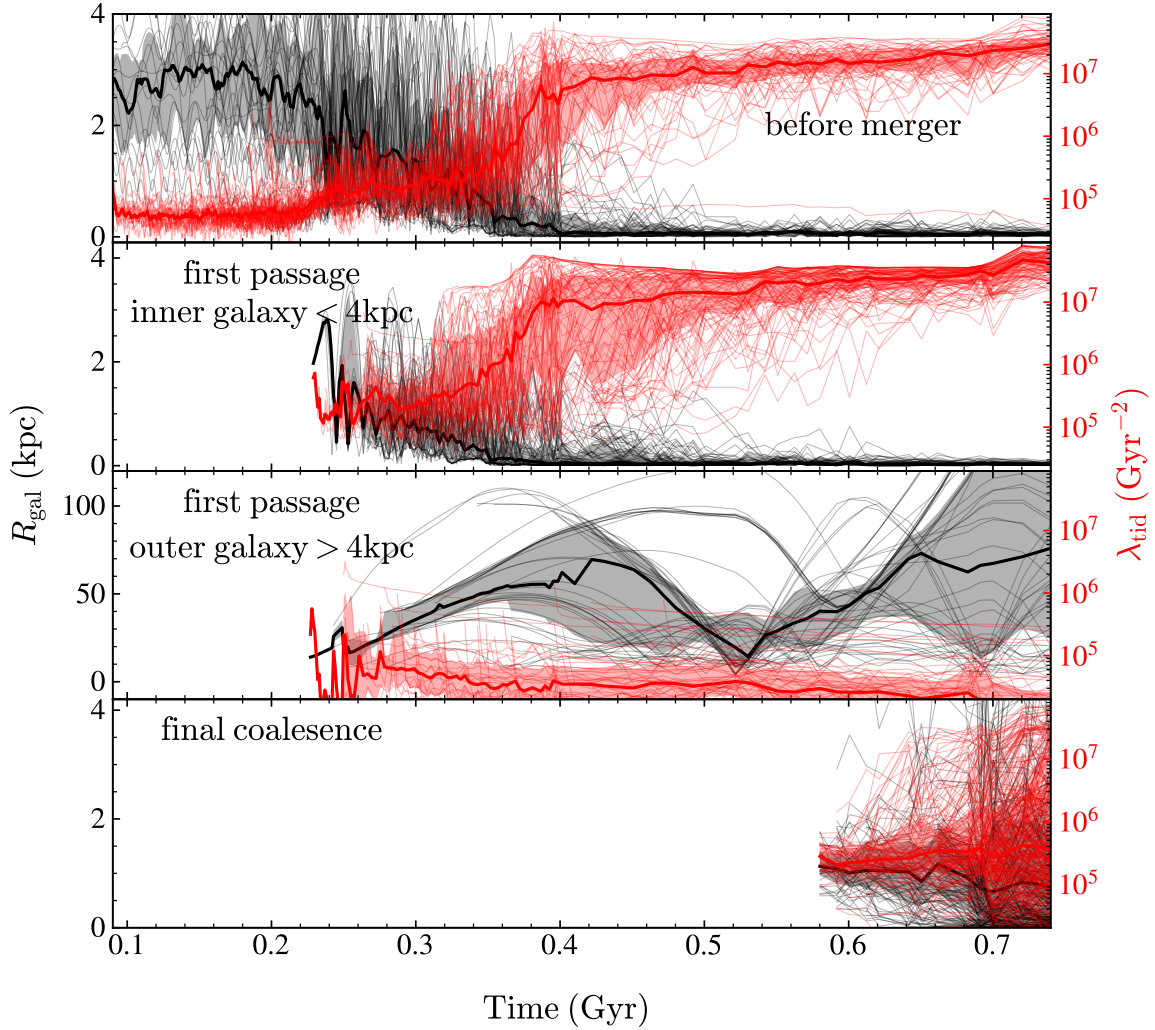 4
2
0
before merger
10^7
10^6
10^5
4
2
0
first passage
inner galaxy < 4kpc
10^7
10^6
10^5
R_gal (kpc)
λ_tid (Gyr^−2)
100
50
0
first passage
outer galaxy > 4kpc
10^7
10^6
10^5
4
2
0
final coalesence
10^7
10^6
10^5
0.1 0.2 0.3 0.4 0.5 0.6 0.7
Time (Gyr)